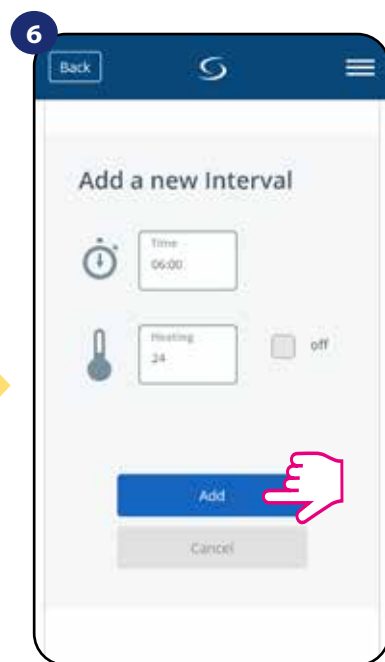 6
Back
Add a new Interval
Time
06:00
Heating
24
off
Add
Cancel